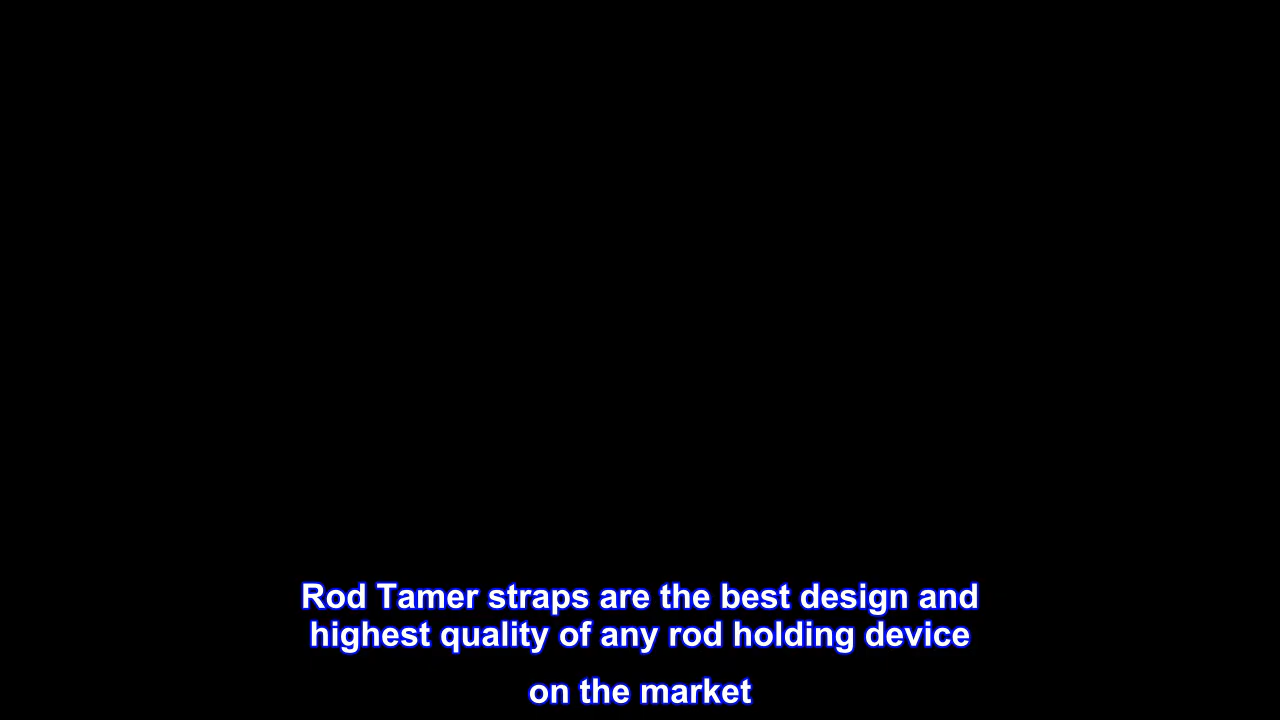 Rod Tamer straps are the best design and
highest quality of any rod holding device
on the market